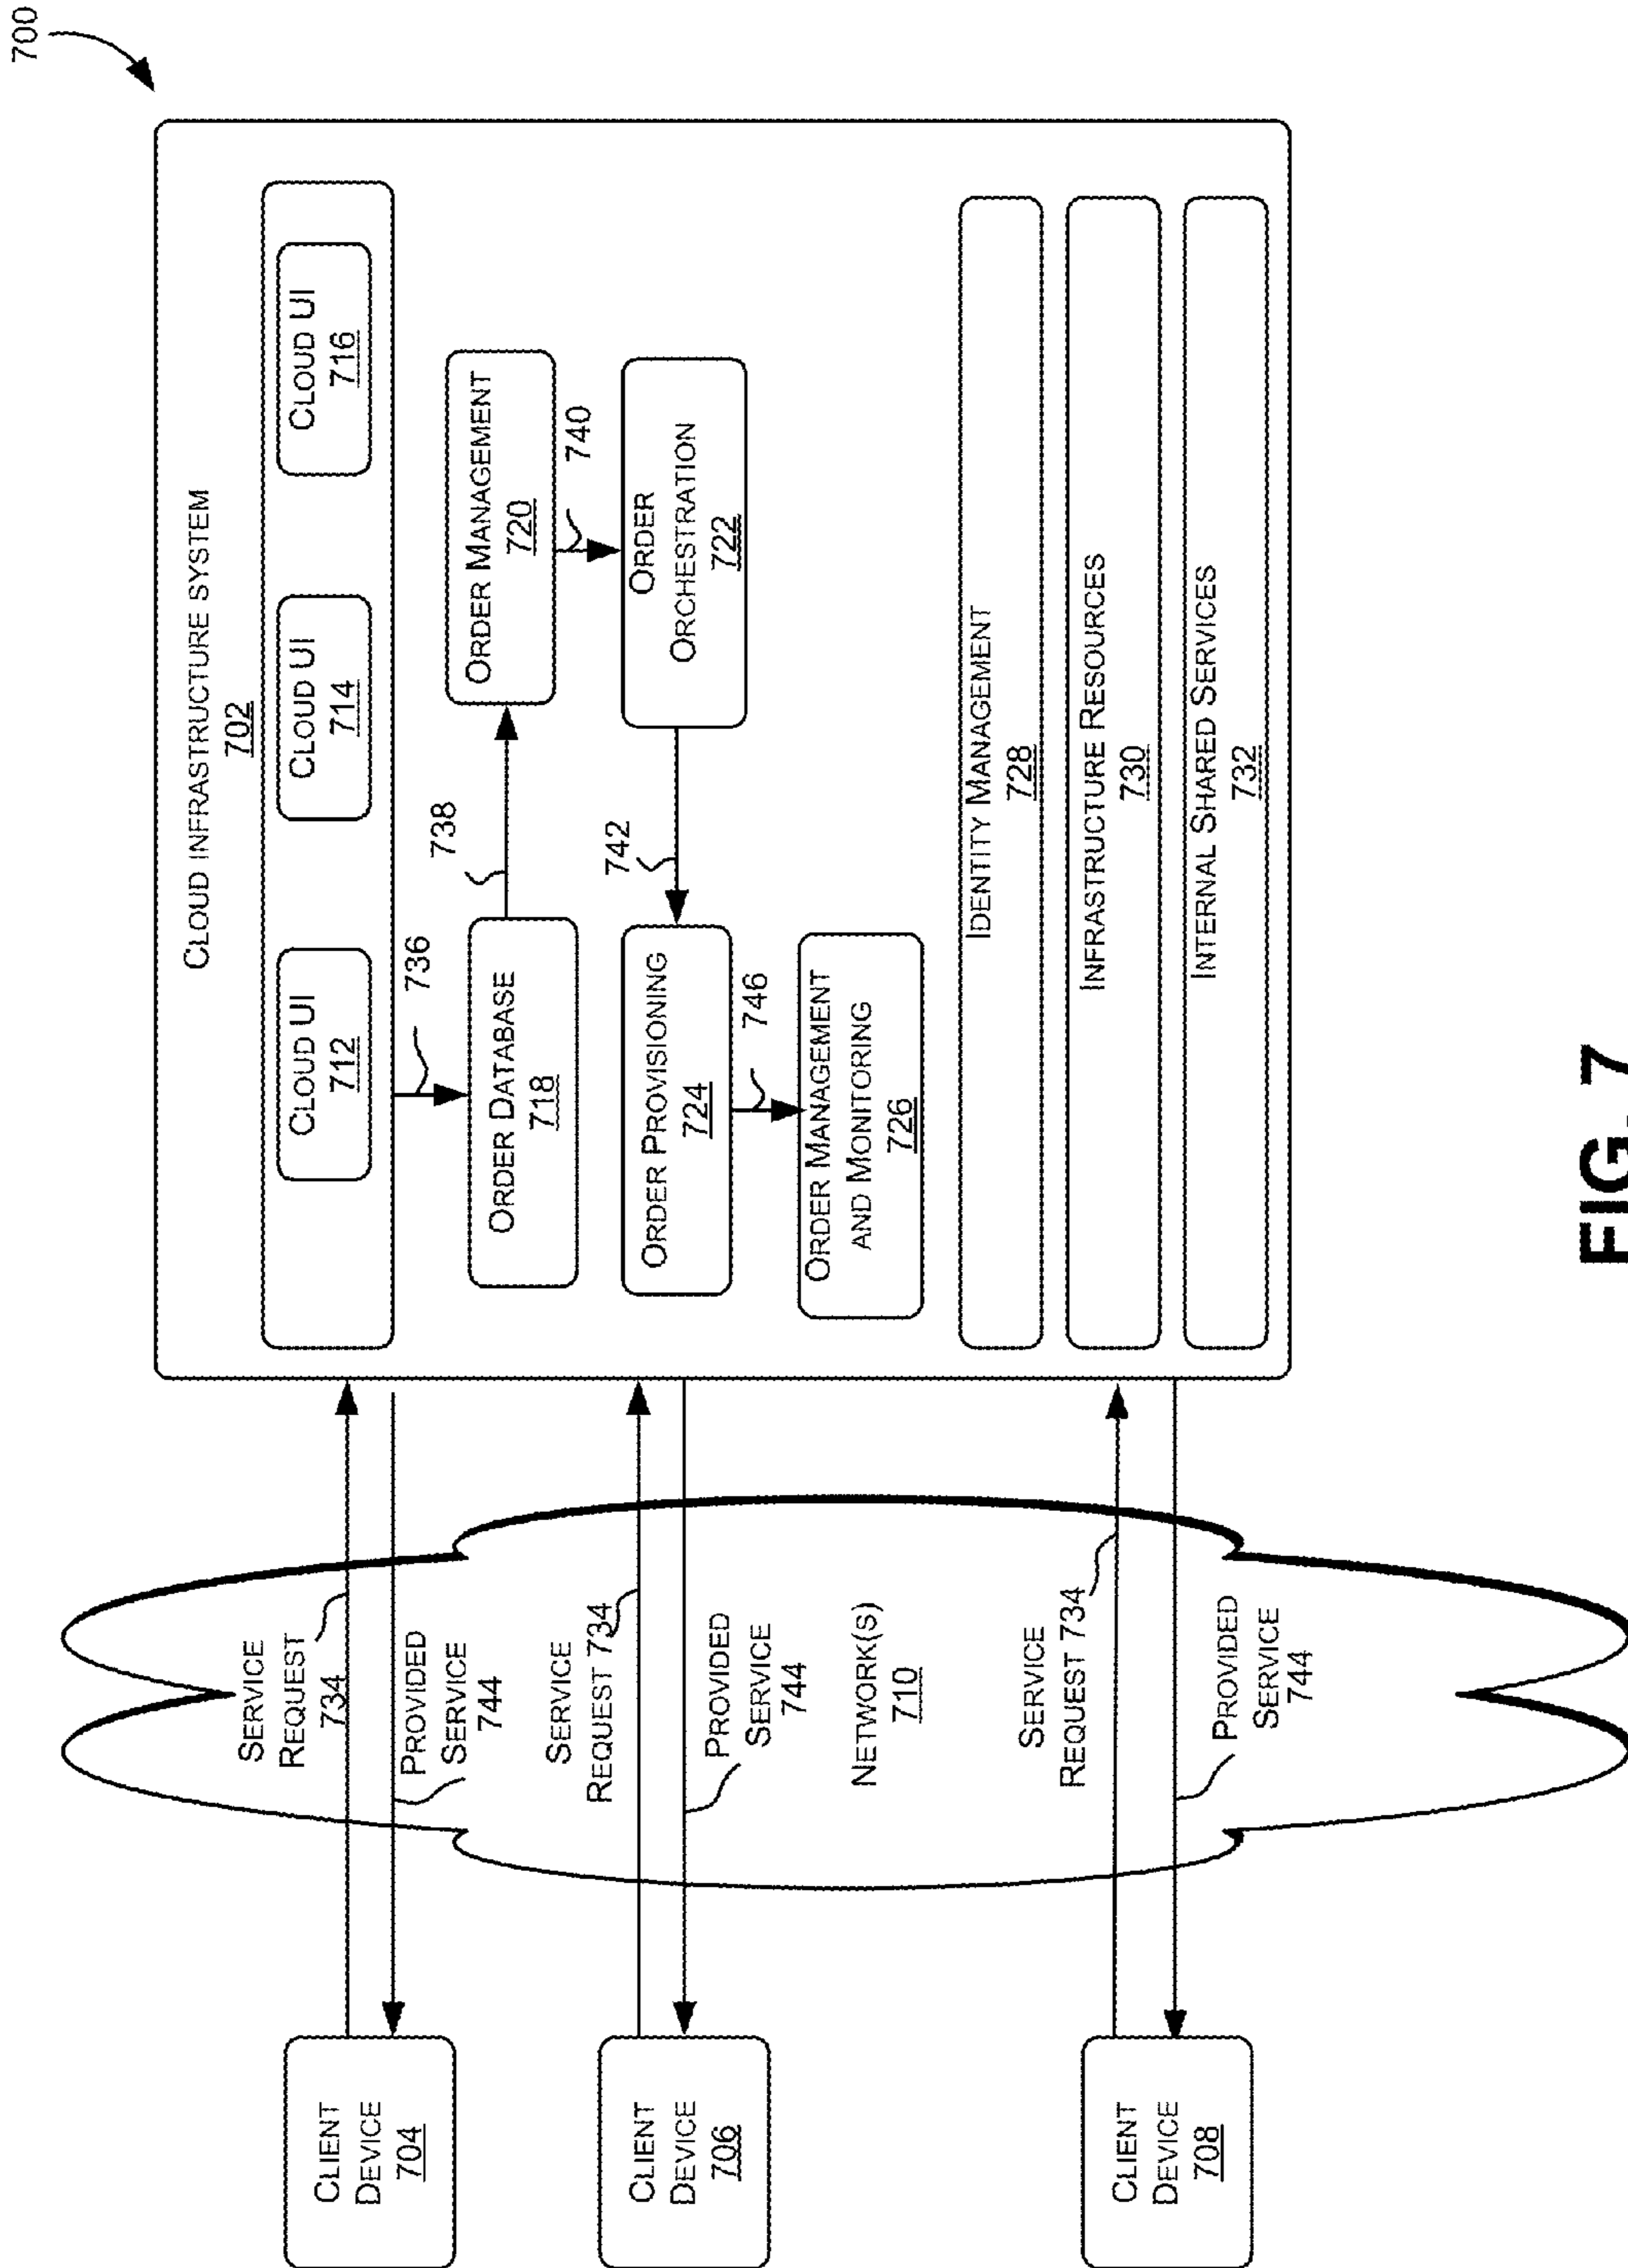 700
CLOUD INFRASTRUCTURE SYSTEM
702
CLOUD UI
712
CLOUD UI
714
CLOUD UI
716
736
ORDER DATABASE
718
738
ORDER MANAGEMENT
720
740
ORDER
ORCHESTRATION
722
742
ORDER PROVISIONING
724
746
ORDER MANAGEMENT
AND MONITORING
726
IDENTITY MANAGEMENT
728
INFRASTRUCTURE RESOURCES
730
INTERNAL SHARED SERVICES
732
SERVICE
REQUEST
734
PROVIDED
SERVICE
744
SERVICE
REQUEST 734
PROVIDED
SERVICE
744
NETWORK(S)
710
SERVICE
REQUEST 734
PROVIDED
SERVICE
744
CLIENT
DEVICE
704
CLIENT
DEVICE
706
CLIENT
DEVICE
708
FIG. 7